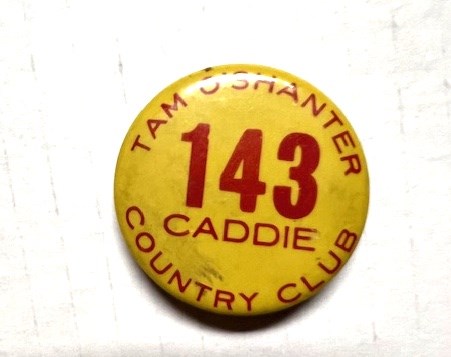 TAM O'SHANTER
143
CADDIE
COUNTRY CLUB